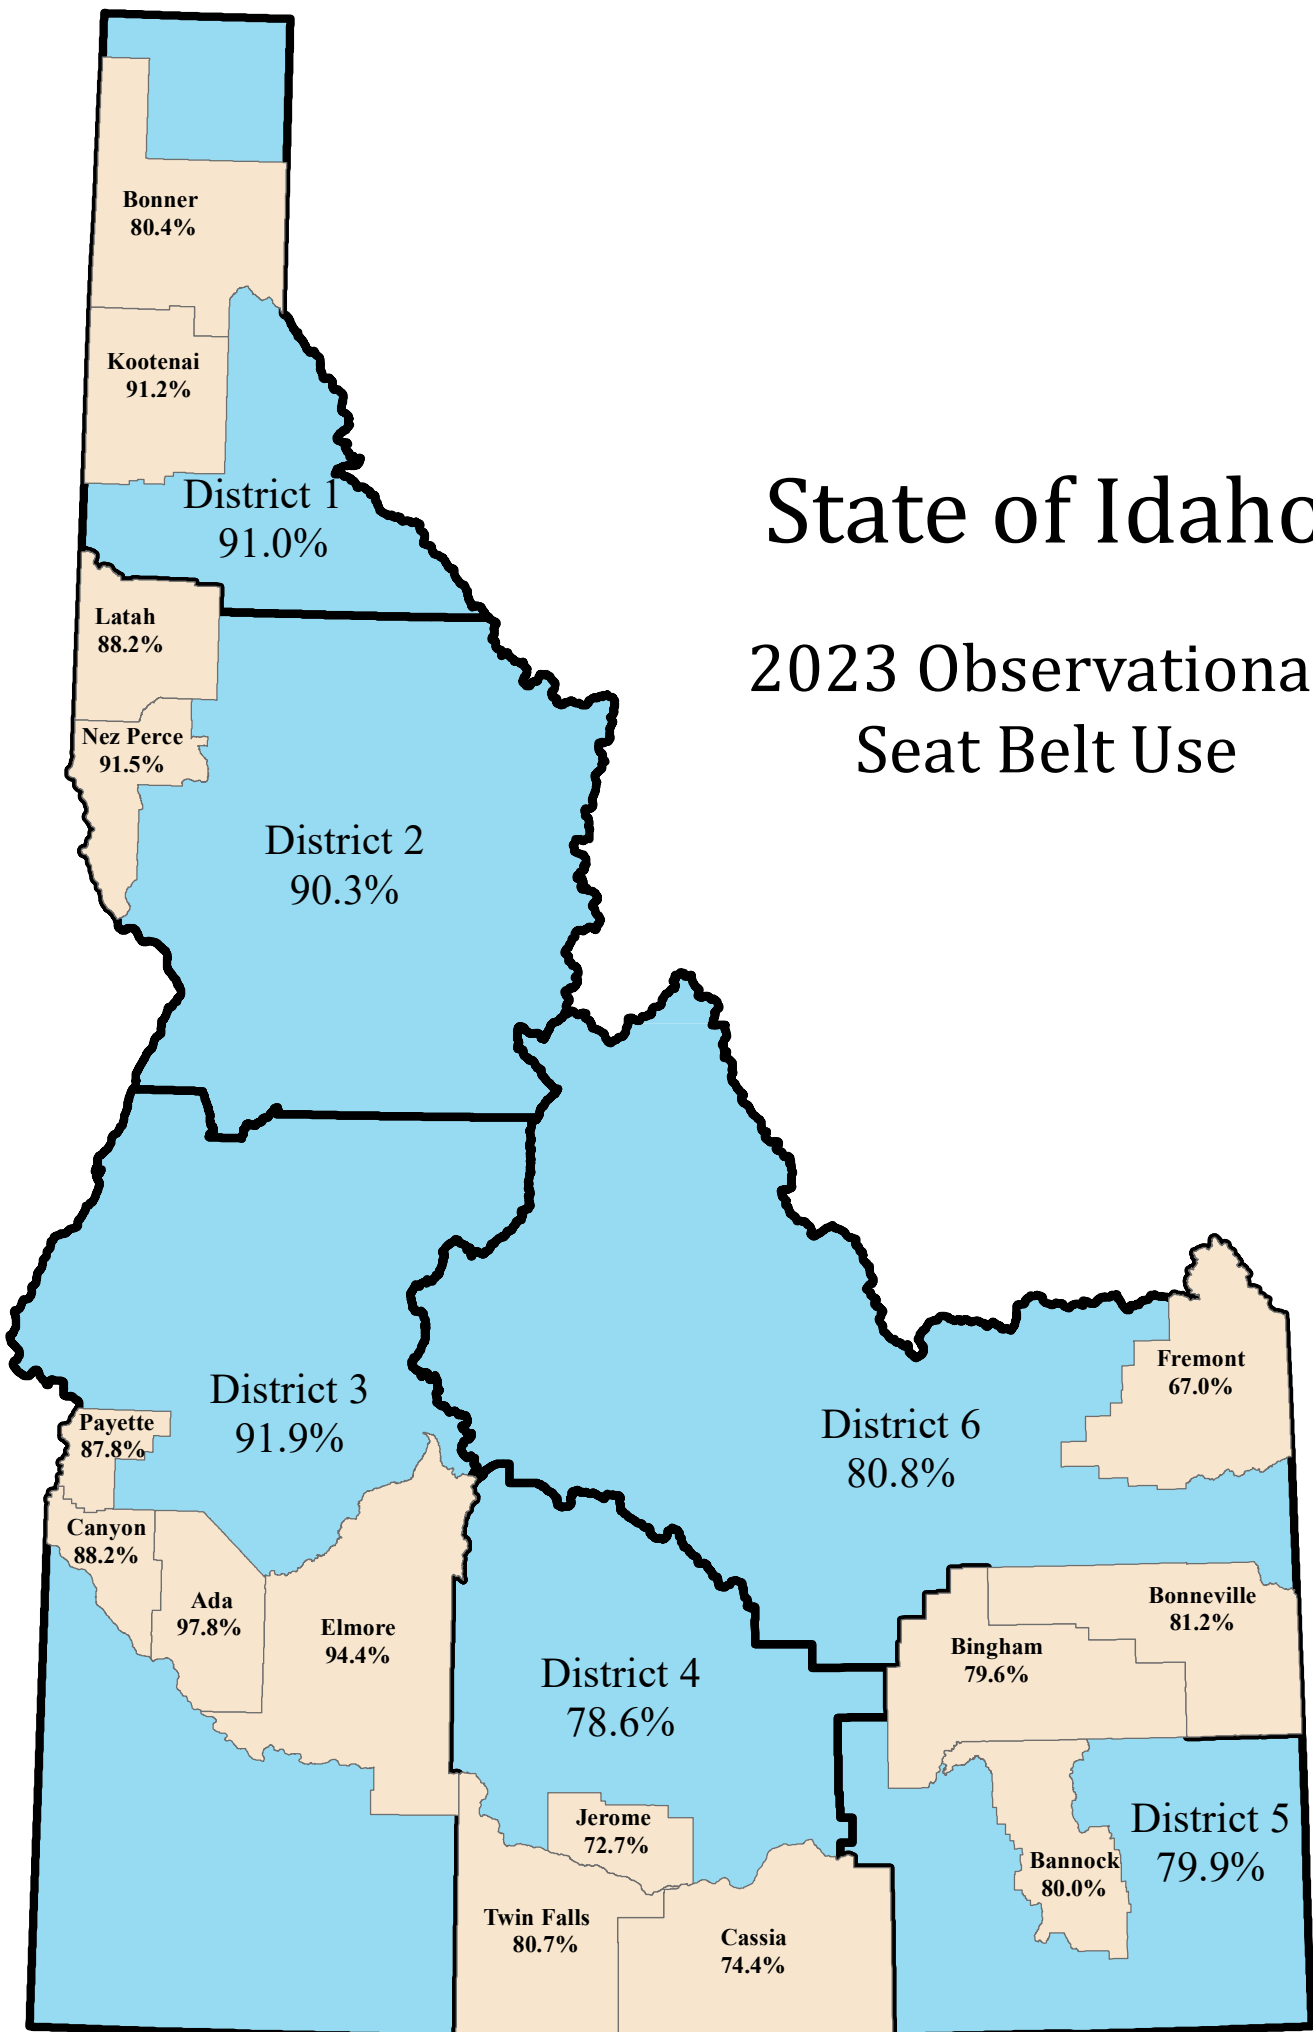 Bonner
80.4%
Kootenai
91.2%
District 1
91.0%
State of Idaho
Latah
88.2%
2023 Observationa
Seat Belt Use
Nez Perce
91.5%
District 2
90.3%
District 3
91.9%
Fremont
67.0%
Payette
87.8%
District 6
80.8%
Canyon
88.2%
Ada
97.8%
Elmore
94.4%
Bonneville
81.2%
Bingham
79.6%
District 4
78.6%
Jerome
72.7%
District 5
79.9%
Bannock
80.0%
Twin Falls
80.7%
Cassia
74.4%